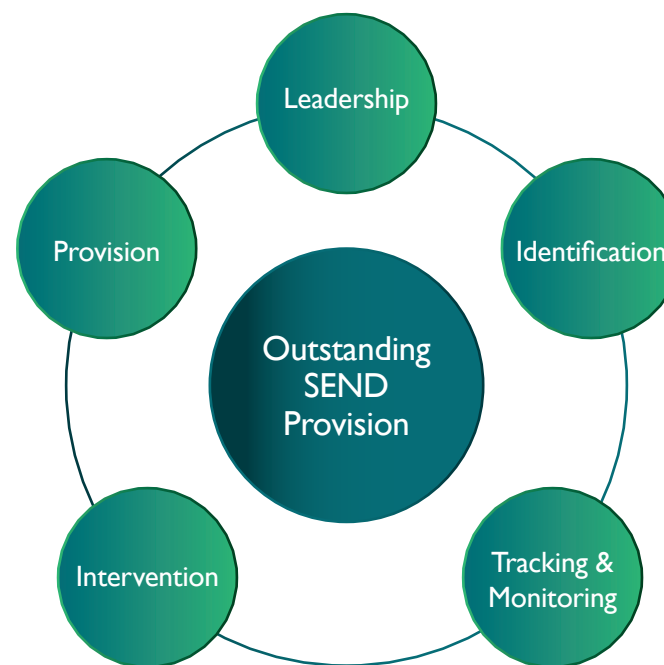 Leadership
Provision
Identification
Outstanding
SEND
Provision
Intervention
Tracking &
Monitoring